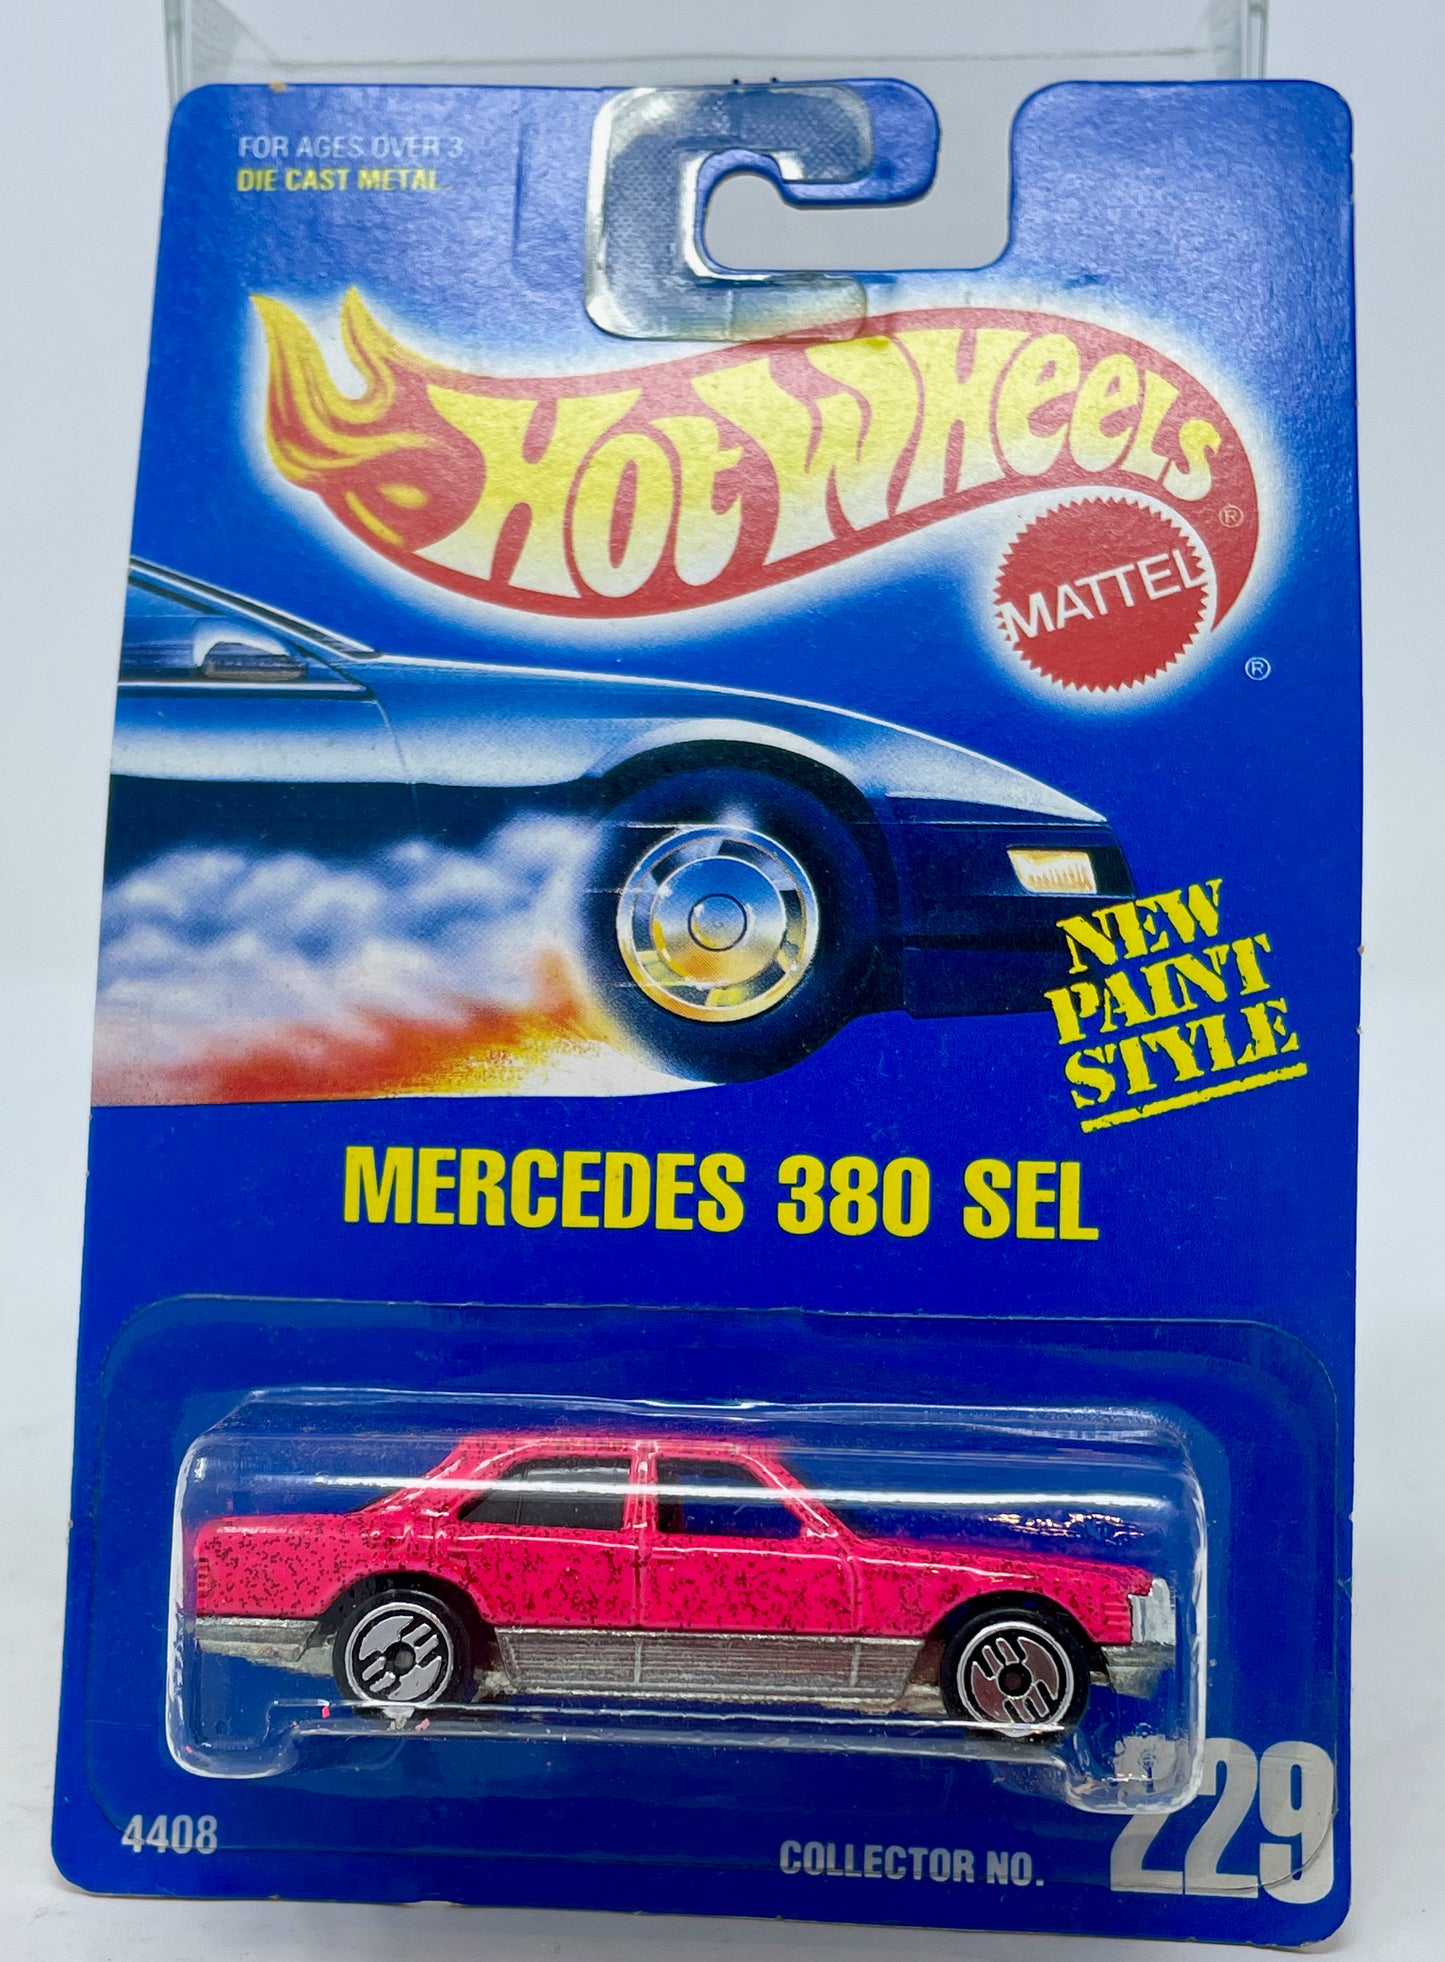 FOR AGES OVER 3
DIE CAST METAL.
HOT WHEELS
®
MATTEL
®
NEW
PAINT
STYLE
MERCEDES 380 SEL
4408
COLLECTOR NO. 229